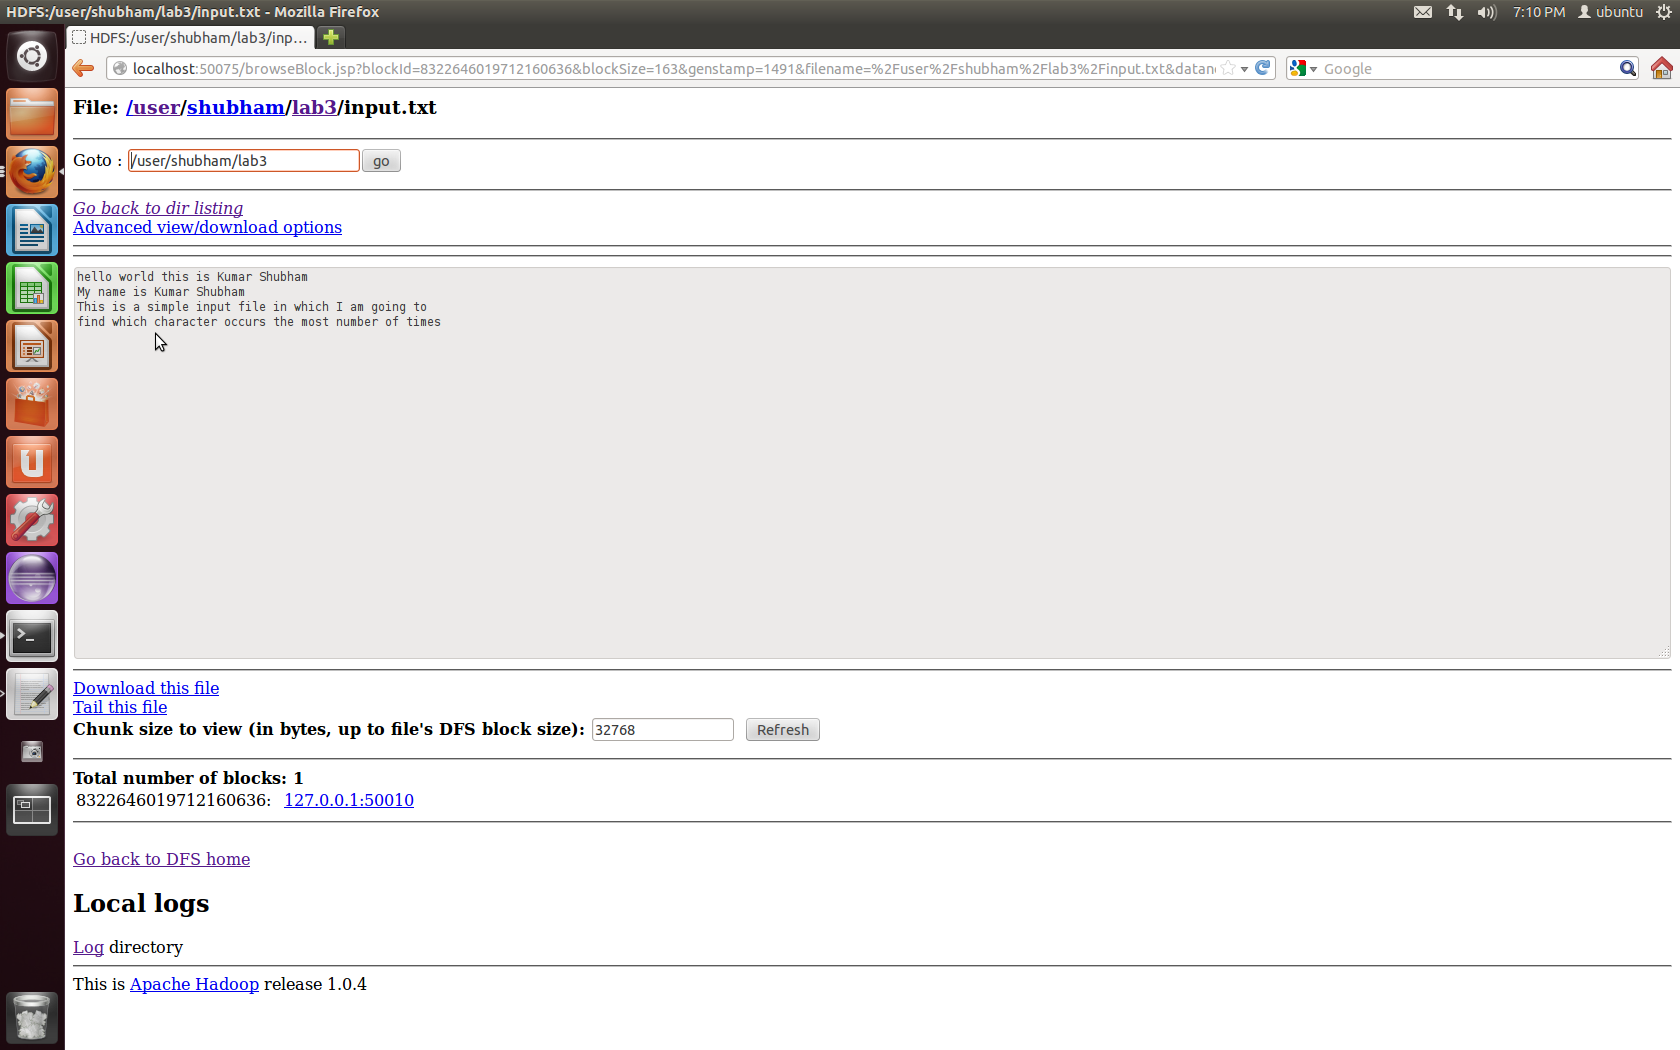 HDFS:/user/shubham/lab3/input.txt - Mozilla Firefox
7:10 PM ubuntu
HDFS:/user/shubham/lab3/inp...
localhost:50075/browseBlock.jsp?blockId=8322646019712160636&blockSize=163&genstamp=1491&filename=%2Fuser%2Fshubham%2Flab3%2Finput.txt&datan
Google
File: /user/shubham/lab3/input.txt
Goto : /user/shubham/lab3 go
Go back to dir listing
Advanced view/download options
hello world this is Kumar Shubham
My name is Kumar Shubham
This is a simple input file in which I am going to
find which character occurs the most number of times
Download this file
Tail this file
Chunk size to view (in bytes, up to file's DFS block size): 32768 Refresh
Total number of blocks: 1
8322646019712160636: 127.0.0.1:50010
Go back to DFS home
Local logs
Log directory
This is Apache Hadoop release 1.0.4